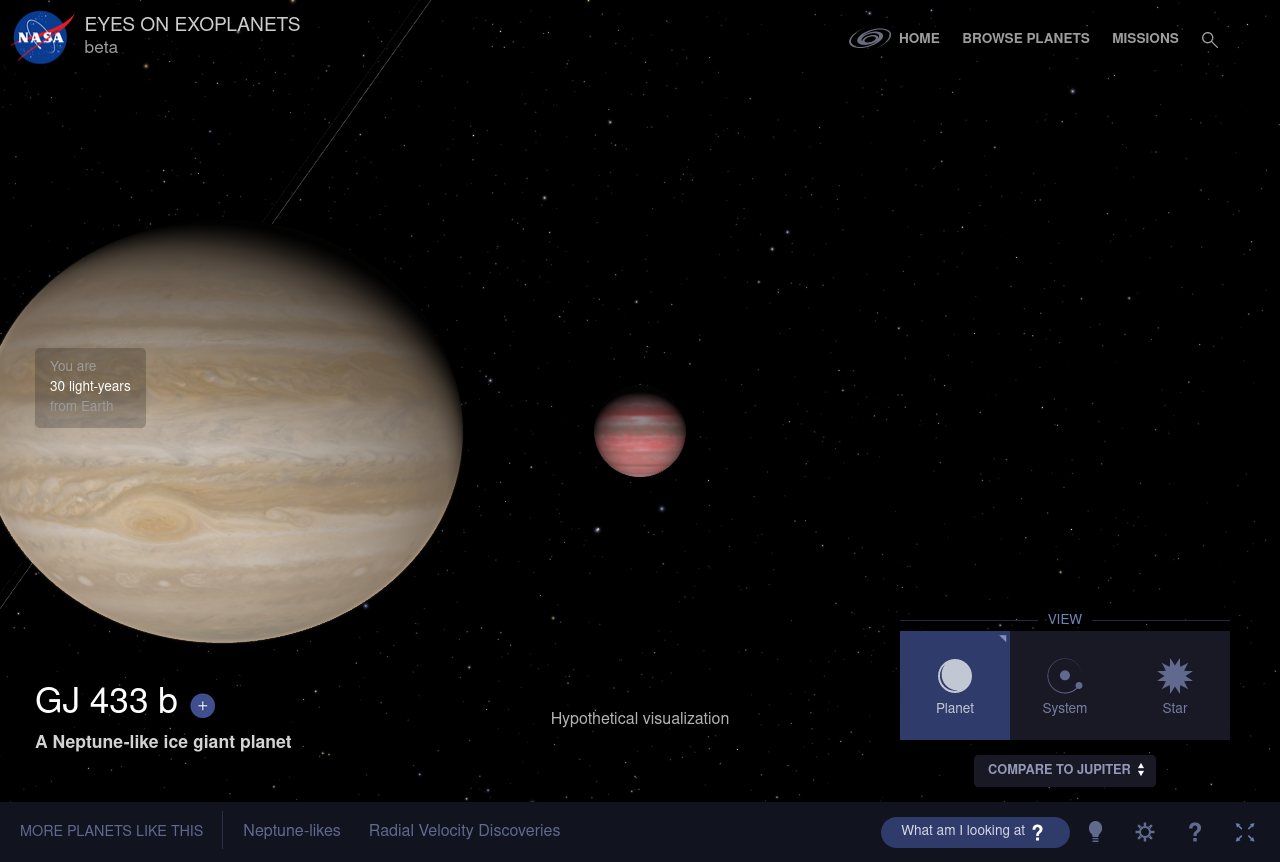 NASA
EYES ON EXOPLANETS
beta
HOME
BROWSE PLANETS
MISSIONS
You are
30 light-years
from Earth
VIEW
Planet
System
Star
GJ 433 b +
A Neptune-like ice giant planet
Hypothetical visualization
COMPARE TO JUPITER
MORE PLANETS LIKE THIS
Neptune-likes
Radial Velocity Discoveries
What am I looking at ?
?